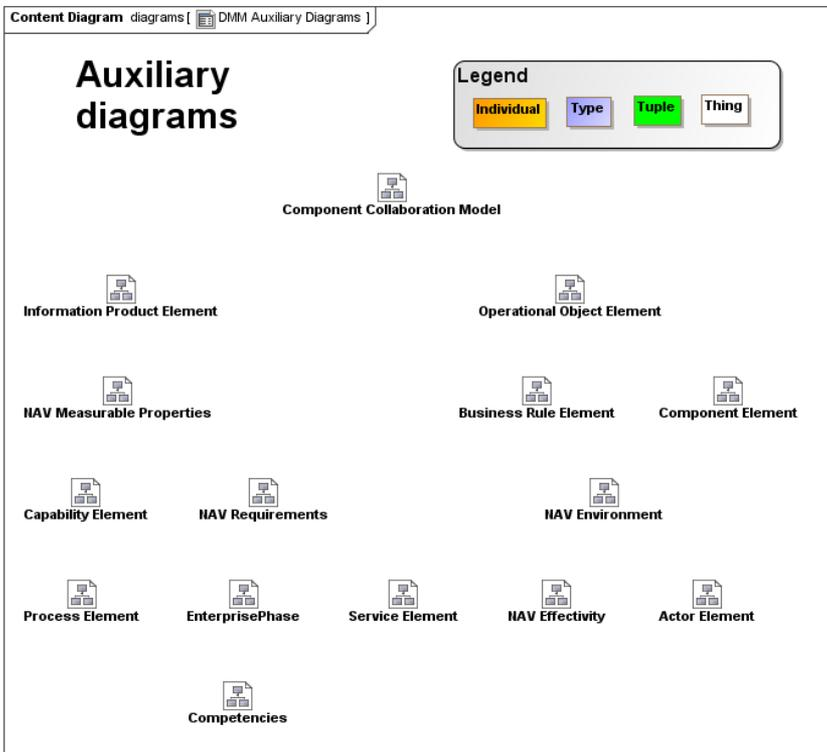 Content Diagram diagrams [ DMM Auxiliary Diagrams ]
Auxiliary
diagrams
Legend
Individual Type Tuple Thing
Component Collaboration Model
Information Product Element Operational Object Element
NAV Measurable Properties Business Rule Element Component Element
Capability Element NAV Requirements NAV Environment
Process Element EnterprisePhase Service Element NAV Effectivity Actor Element
Competencies